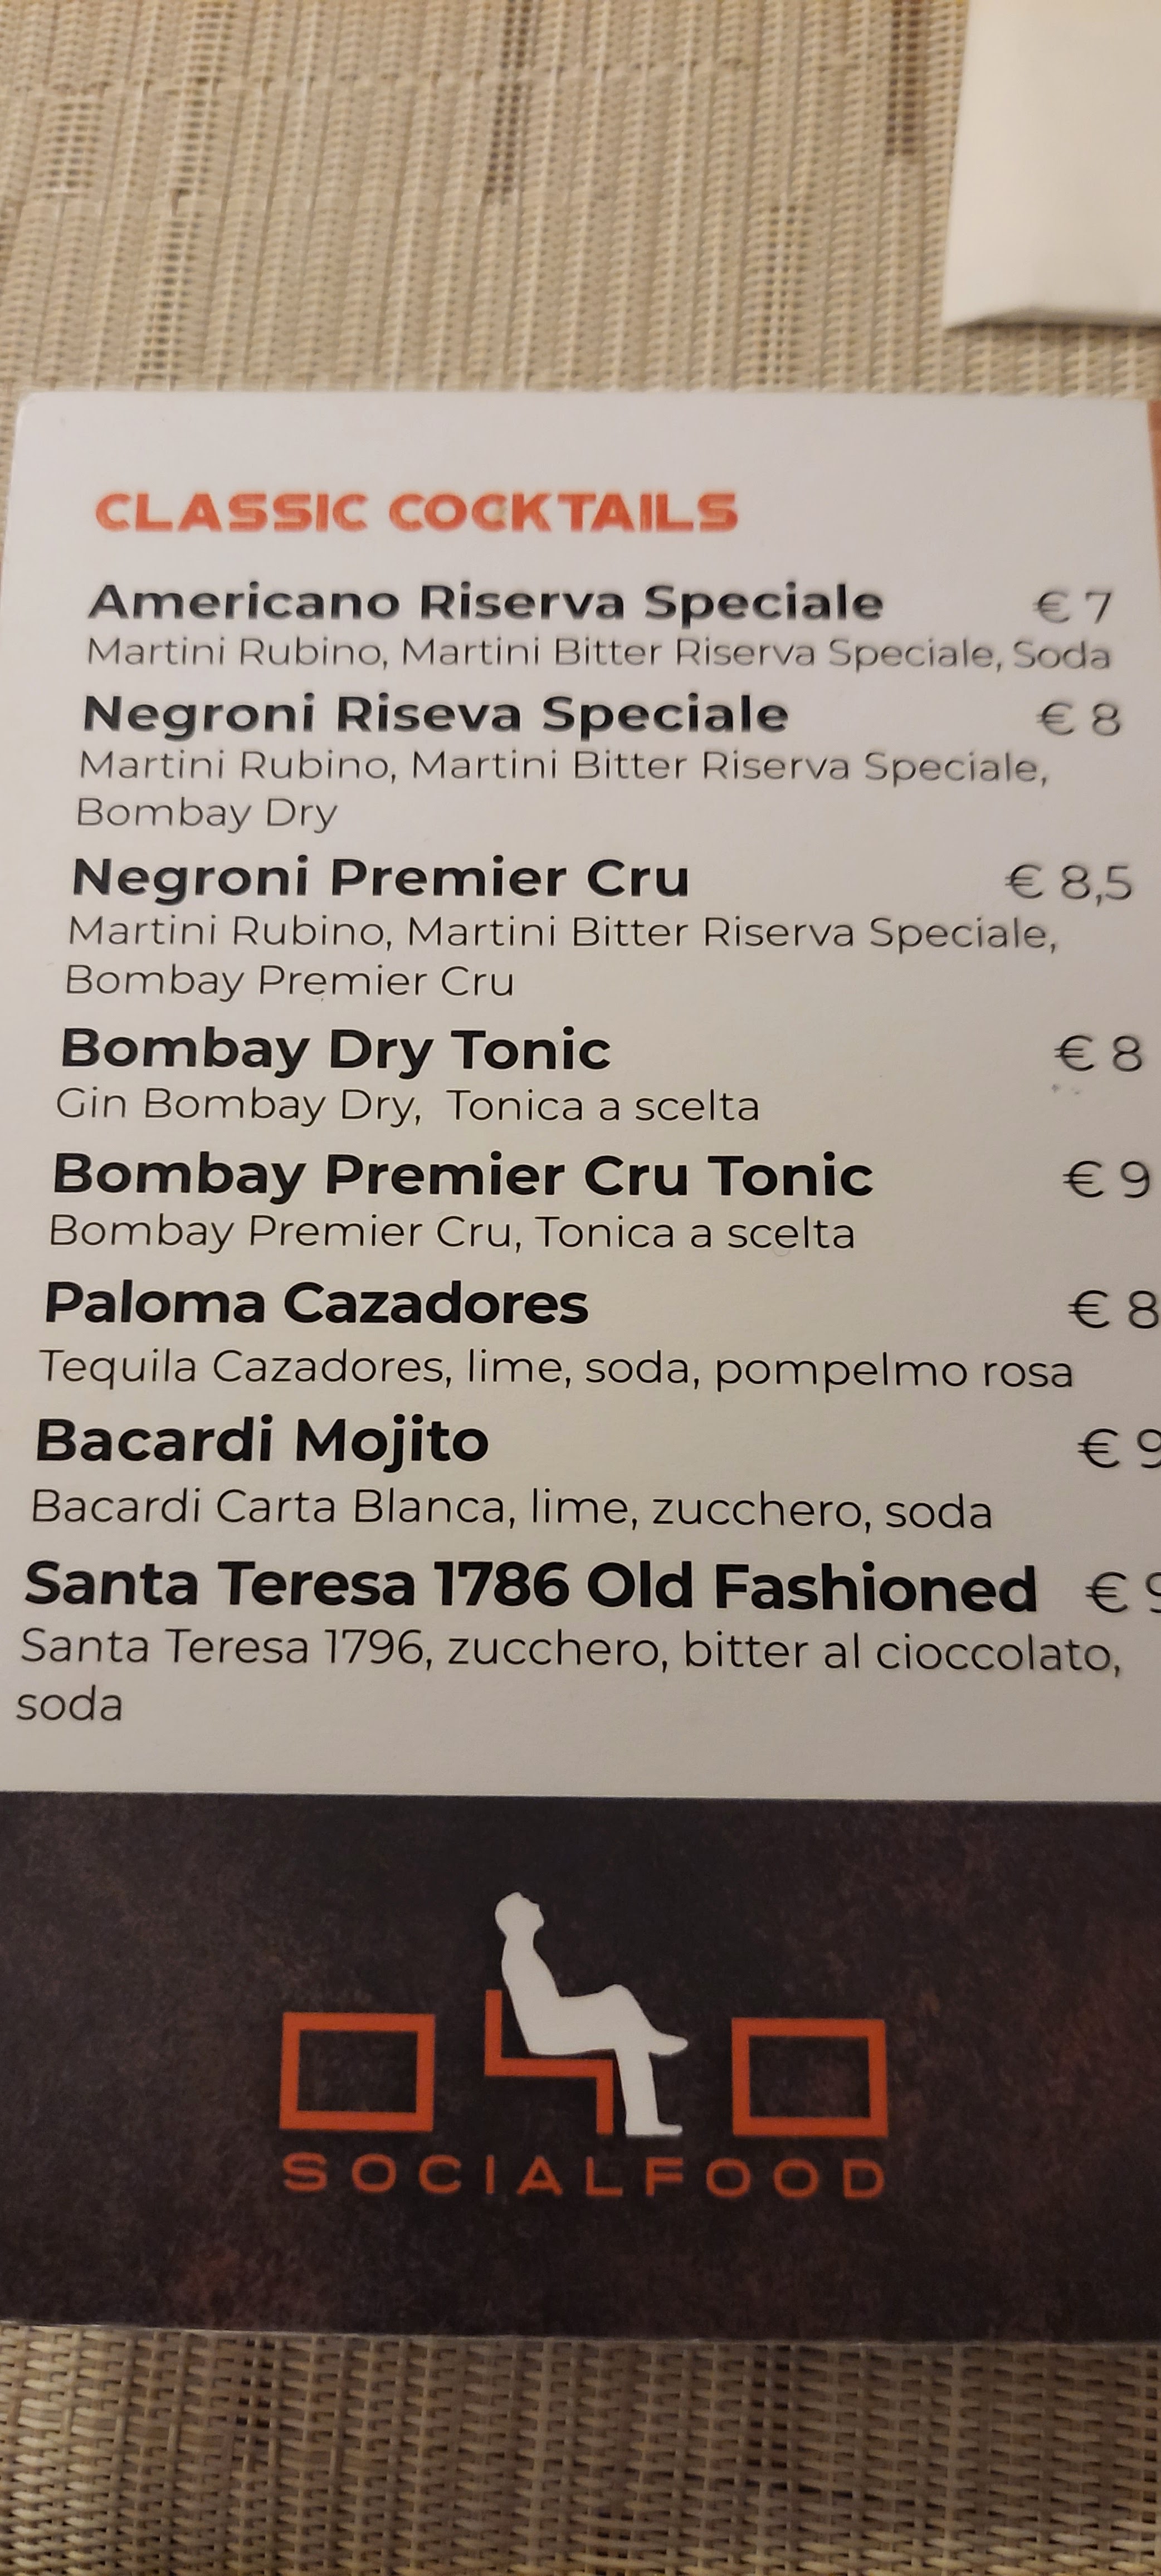 CLASSIC COCKTAILS
Americano Riserva Speciale € 7
Martini Rubino, Martini Bitter Riserva Speciale, Soda
Negroni Riseva Speciale € 8
Martini Rubino, Martini Bitter Riserva Speciale,
Bombay Dry
Negroni Premier Cru € 8,5
Martini Rubino, Martini Bitter Riserva Speciale,
Bombay Premier Cru
Bombay Dry Tonic € 8
Gin Bombay Dry, Tonica a scelta
Bombay Premier Cru Tonic € 9
Bombay Premier Cru, Tonica a scelta
Paloma Cazadores € 8
Tequila Cazadores, lime, soda, pompelmo rosa
Bacardi Mojito € 9
Bacardi Carta Blanca, lime, zucchero, soda
Santa Teresa 1786 Old Fashioned € 9
Santa Teresa 1796, zucchero, bitter al cioccolato,
soda
SOCIALFOOD